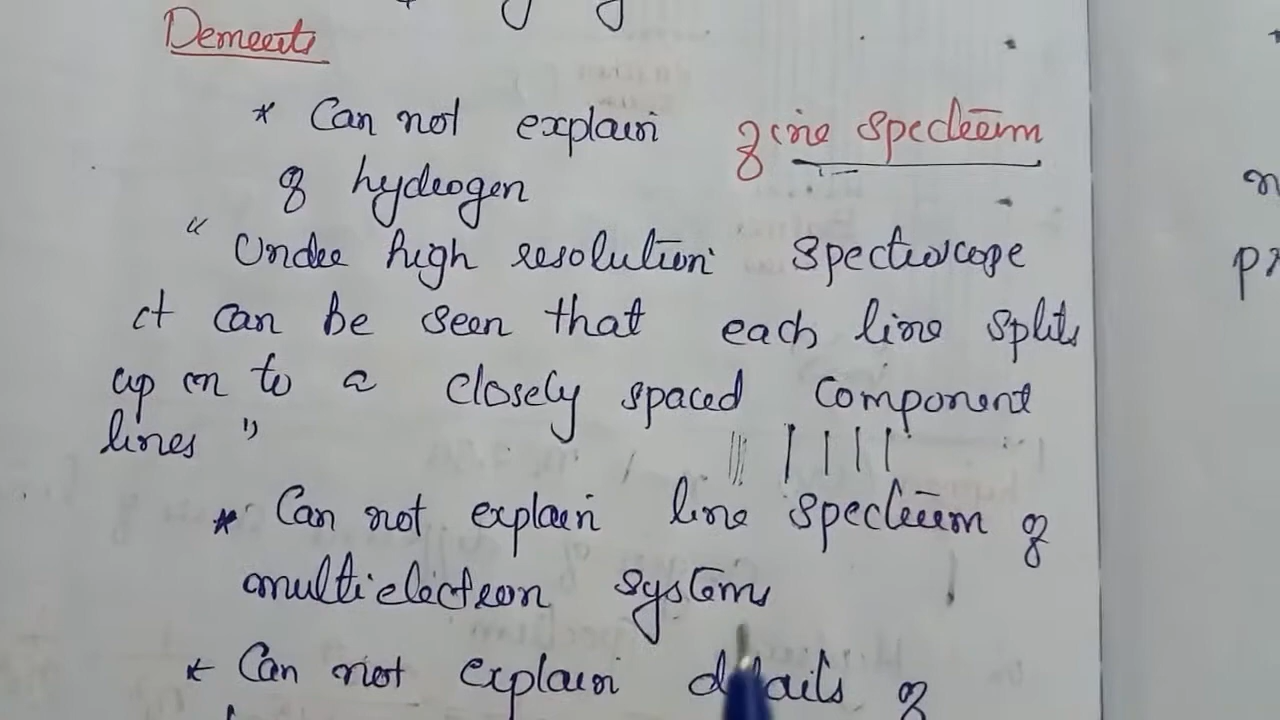 Demerits
* Can not explain fine spectrum
of hydrogen
" Under high resolution spectroscope
it can be seen that each line splits
up in to a closely spaced component
lines "
* Can not explain line spectrum of
multielectron systems
* Can not explain details of